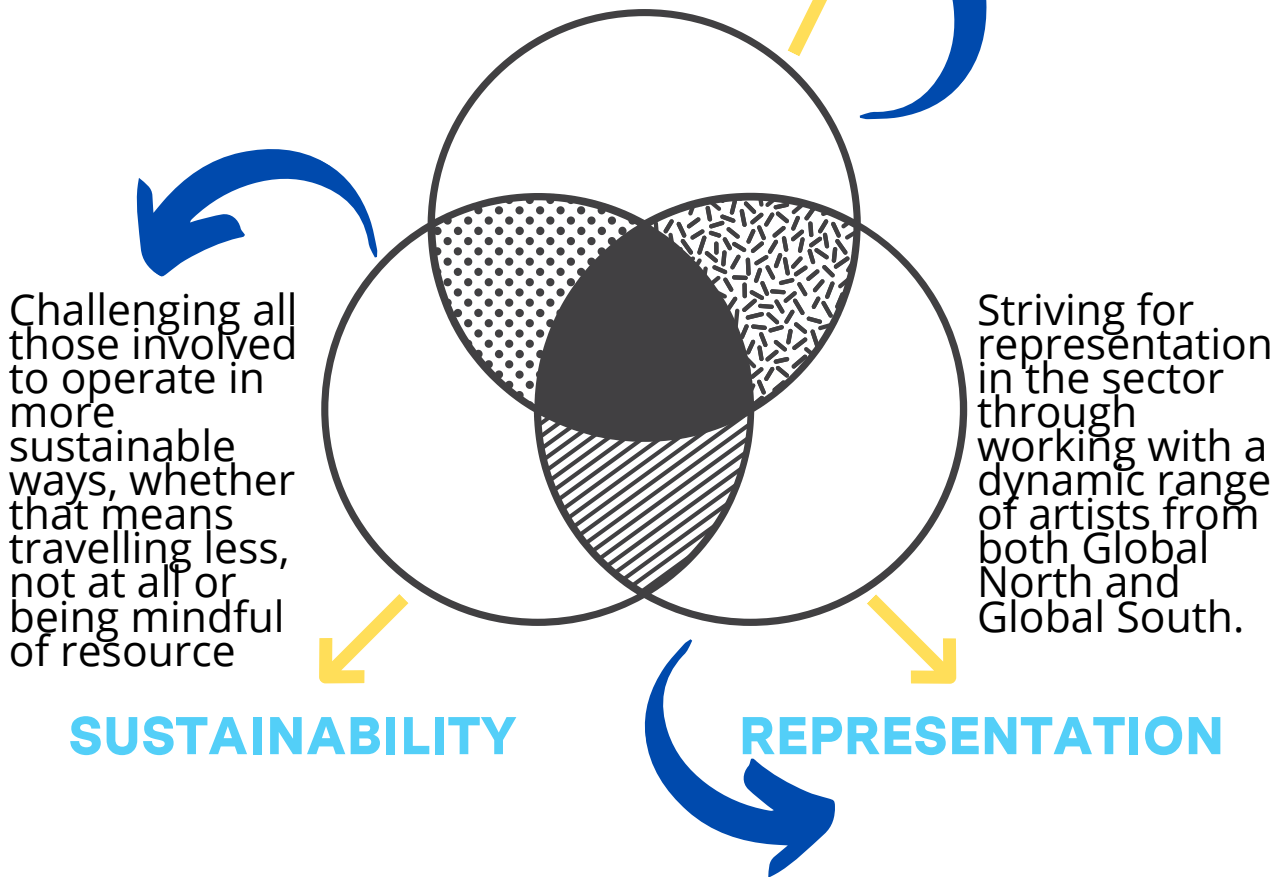 Challenging all
those involved
to operate in
more
sustainable
ways, whether
that means
travelling less,
not at all or
being mindful
of resource
Striving for
representation
in the sector
through
working with a
dynamic range
of artists from
both Global
North and
Global South.
SUSTAINABILITY
REPRESENTATION